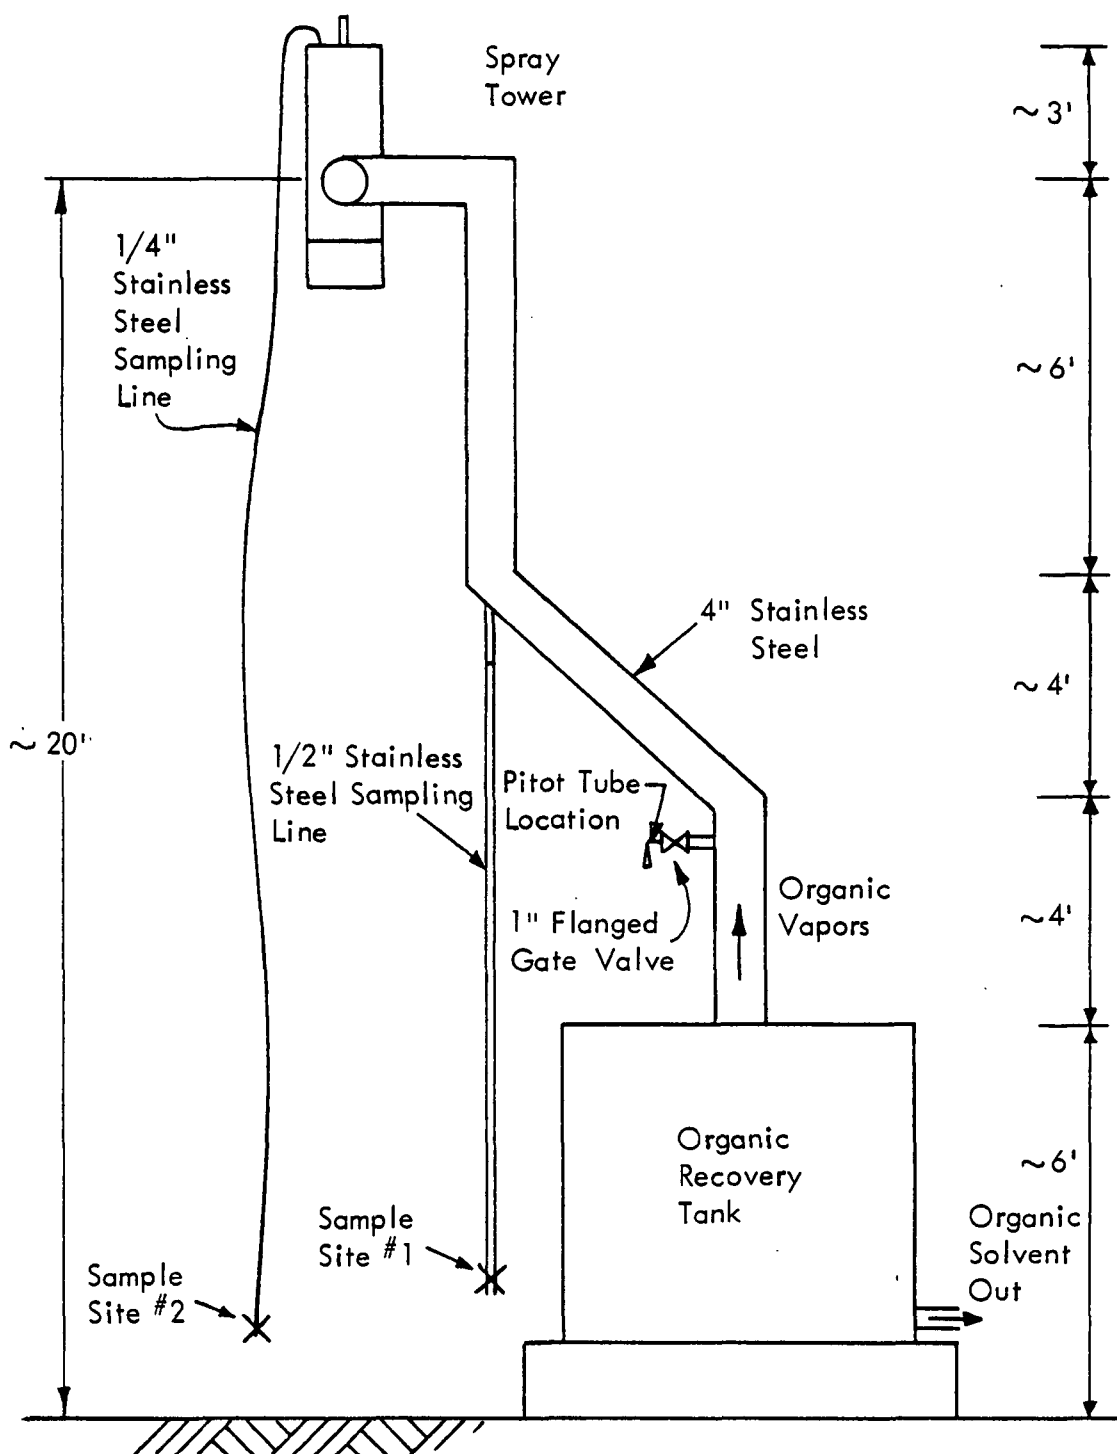 Spray
Tower
~ 3'
1/4"
Stainless
Steel
Sampling
Line
~ 6'
4" Stainless
Steel
~ 4'
~ 20'
1/2" Stainless
Steel Sampling
Line
Pitot Tube
Location
Organic
Vapors
1" Flanged
Gate Valve
~ 4'
Organic
Recovery
Tank
~ 6'
Sample
Site #1
Organic
Solvent
Out
Sample
Site #2